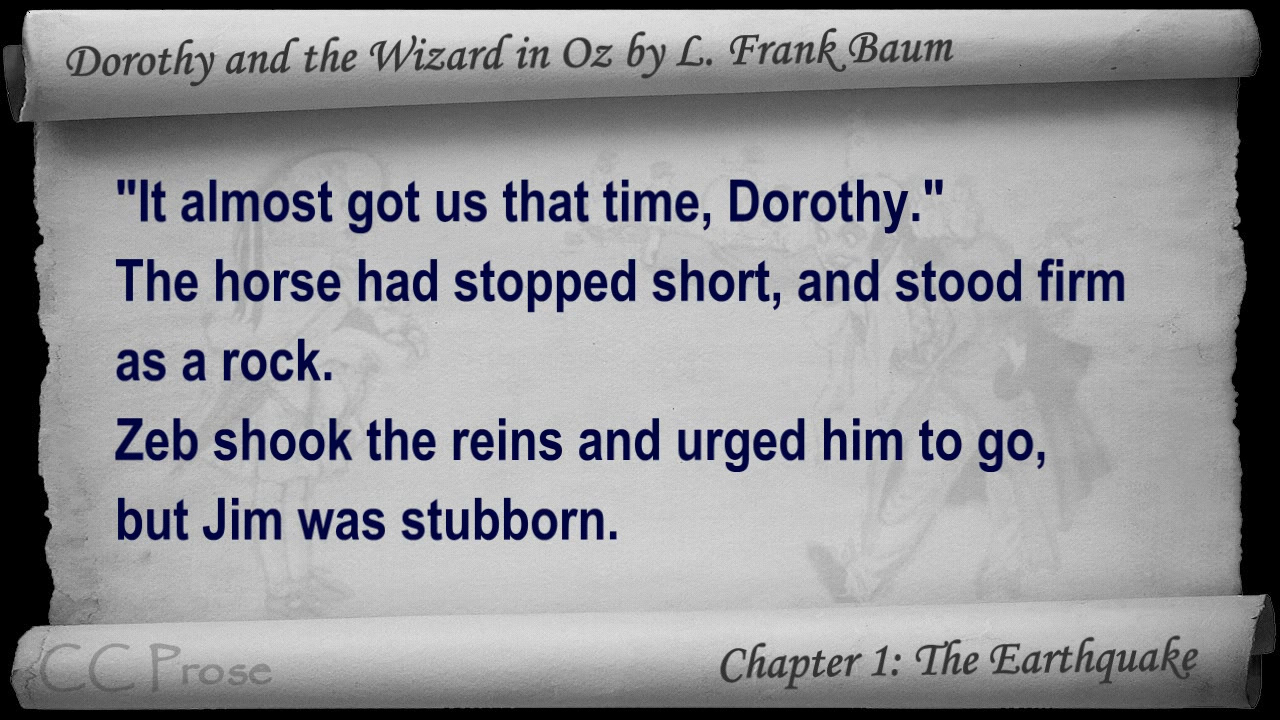 Dorothy and the Wizard in Oz by L. Frank Baum
"It almost got us that time, Dorothy."
The horse had stopped short, and stood firm
as a rock.
Zeb shook the reins and urged him to go,
but Jim was stubborn.
CC Prose
Chapter 1: The Earthquake